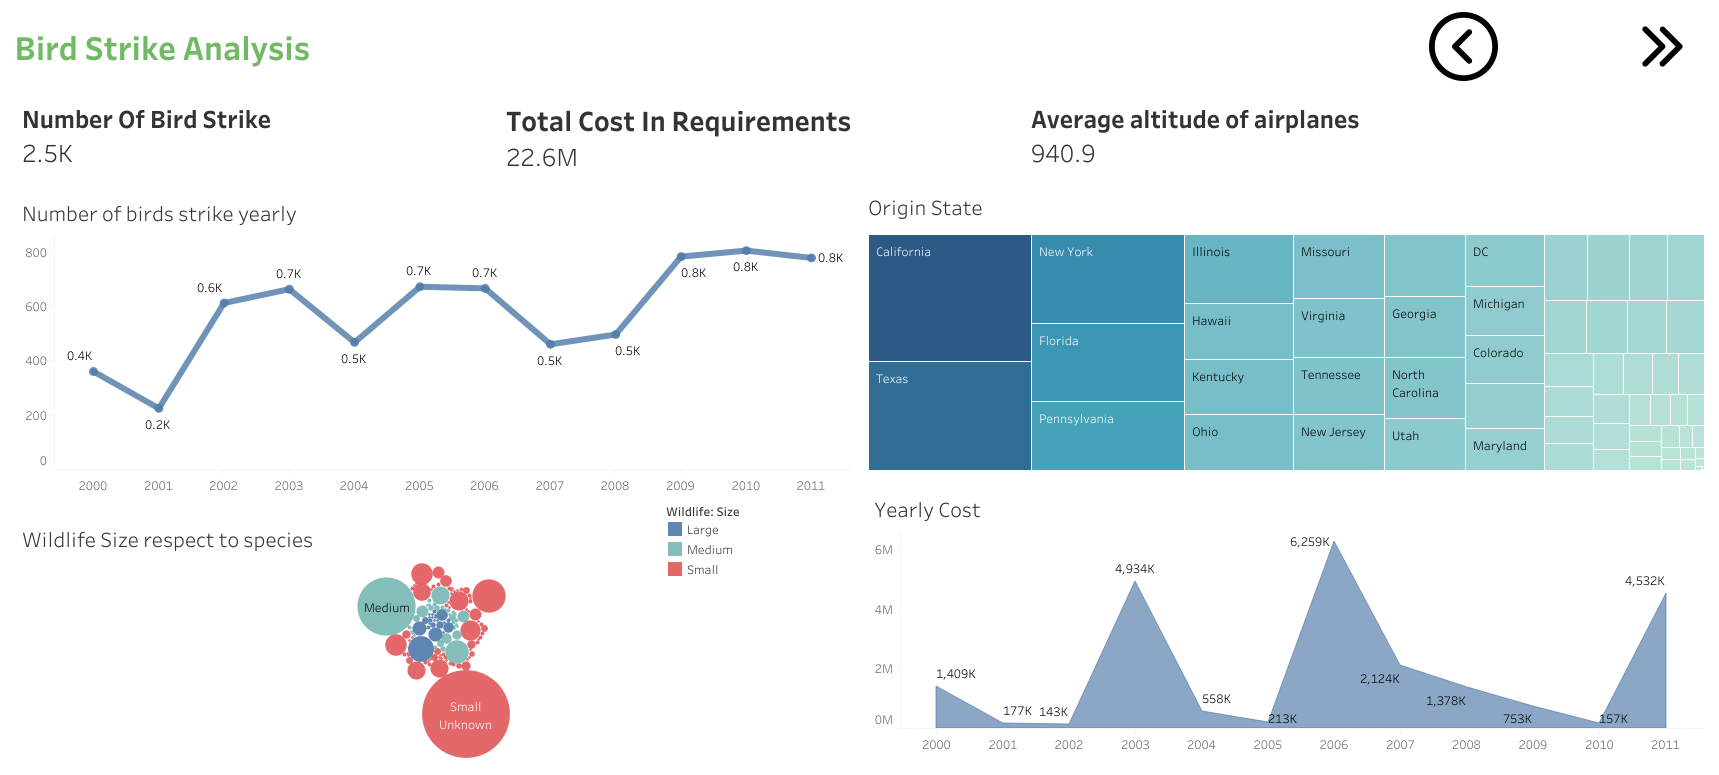 Bird Strike Analysis
Number Of Bird Strike
2.5K
Total Cost In Requirements
22.6M
Average altitude of airplanes
940.9
Number of birds strike yearly
800
600
400
200
0
0.4K
0.2K
0.6K
0.7K
0.5K
0.7K
0.7K
0.5K
0.5K
0.8K
0.8K
0.8K
2000
2001
2002
2003
2004
2005
2006
2007
2008
2009
2010
2011
Origin State
California
Texas
New York
Florida
Pennsylvania
Illinois
Hawaii
Kentucky
Ohio
Missouri
Virginia
Tennessee
New Jersey
Georgia
North
Carolina
Utah
DC
Michigan
Colorado
Maryland
Wildlife Size respect to species
Wildlife: Size
Large
Medium
Small
Medium
Small
Unknown
Yearly Cost
6M
4M
2M
0M
1,409K
177K
143K
4,934K
558K
213K
6,259K
2,124K
1,378K
753K
157K
4,532K
2000
2001
2002
2003
2004
2005
2006
2007
2008
2009
2010
2011